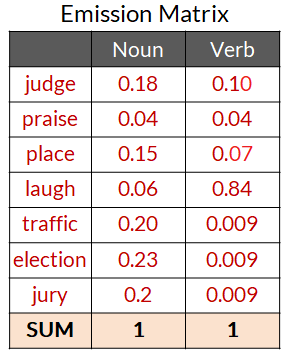 Emission Matrix
Noun Verb
judge 0.18 0.10
praise 0.04 0.04
place 0.15 0.07
laugh 0.06 0.84
traffic 0.20 0.009
election 0.23 0.009
jury 0.2 0.009
SUM 1 1